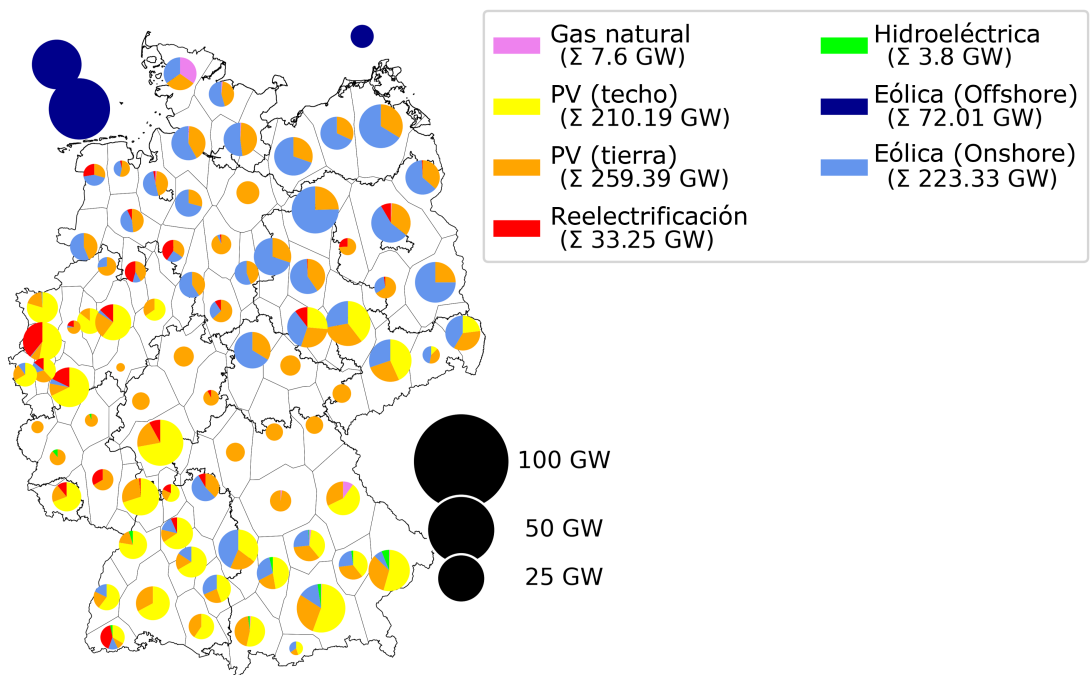 Gas natural
(Σ 7.6 GW)
PV (techo)
(Σ 210.19 GW)
PV (tierra)
(Σ 259.39 GW)
Reelectrificación
(Σ 33.25 GW)
Hidroeléctrica
(Σ 3.8 GW)
Eólica (Offshore)
(Σ 72.01 GW)
Eólica (Onshore)
(Σ 223.33 GW)
100 GW
50 GW
25 GW